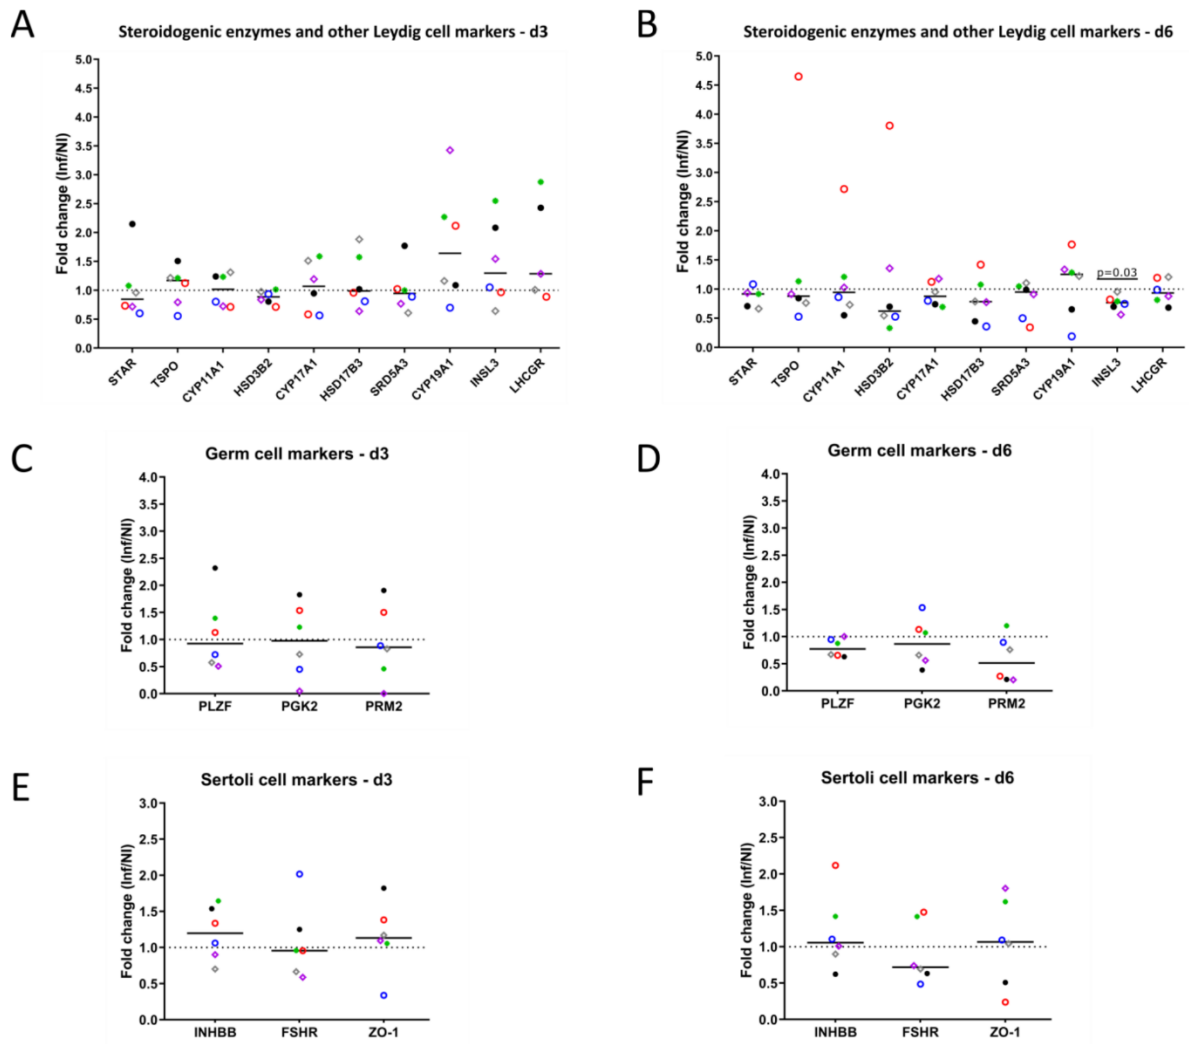 A
Steroidogenic enzymes and other Leydig cell markers - d3
Fold change (Inf/NI)
5.0
4.5
4.0
3.5
3.0
2.5
2.0
1.5
1.0
0.5
0.0
STAR
TSPO
CYP11A1
HSD3B2
CYP17A1
HSD17B3
SRD5A3
CYP19A1
INSL3
LHCGR
B
Steroidogenic enzymes and other Leydig cell markers - d6
Fold change (Inf/NI)
5.0
4.5
4.0
3.5
3.0
2.5
2.0
1.5
1.0
0.5
0.0
p=0.03
STAR
TSPO
CYP11A1
HSD3B2
CYP17A1
HSD17B3
SRD5A3
CYP19A1
INSL3
LHCGR
C
Germ cell markers - d3
Fold change (Inf/NI)
4.0
3.5
3.0
2.5
2.0
1.5
1.0
0.5
0.0
PLZF
PGK2
PRM2
D
Germ cell markers - d6
Fold change (Inf/NI)
4.0
3.5
3.0
2.5
2.0
1.5
1.0
0.5
0.0
PLZF
PGK2
PRM2
E
Sertoli cell markers - d3
Fold change (Inf/NI)
3.0
2.5
2.0
1.5
1.0
0.5
0.0
INHBB
FSHR
ZO-1
F
Sertoli cell markers - d6
Fold change (Inf/NI)
3.0
2.5
2.0
1.5
1.0
0.5
0.0
INHBB
FSHR
ZO-1